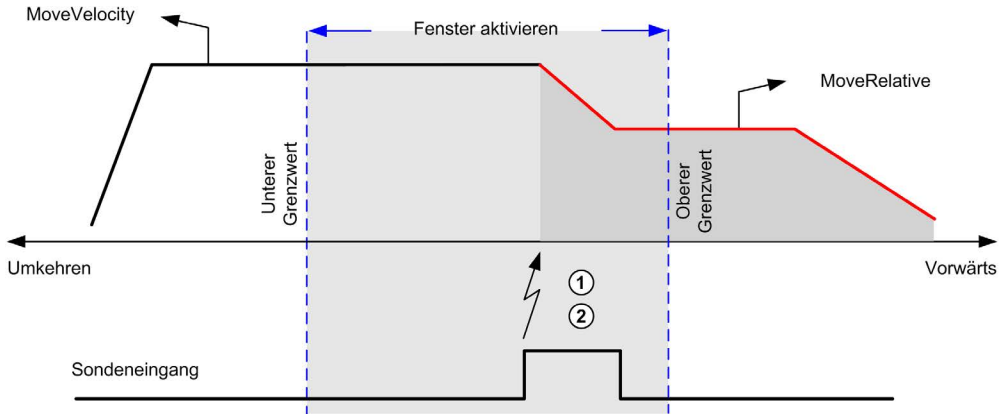 MoveVelocity
Fenster aktivieren
MoveRelative
Unterer
Grenzwert
Oberer
Grenzwert
Umkehren
Vorwärts
1
2
Sondeneingang